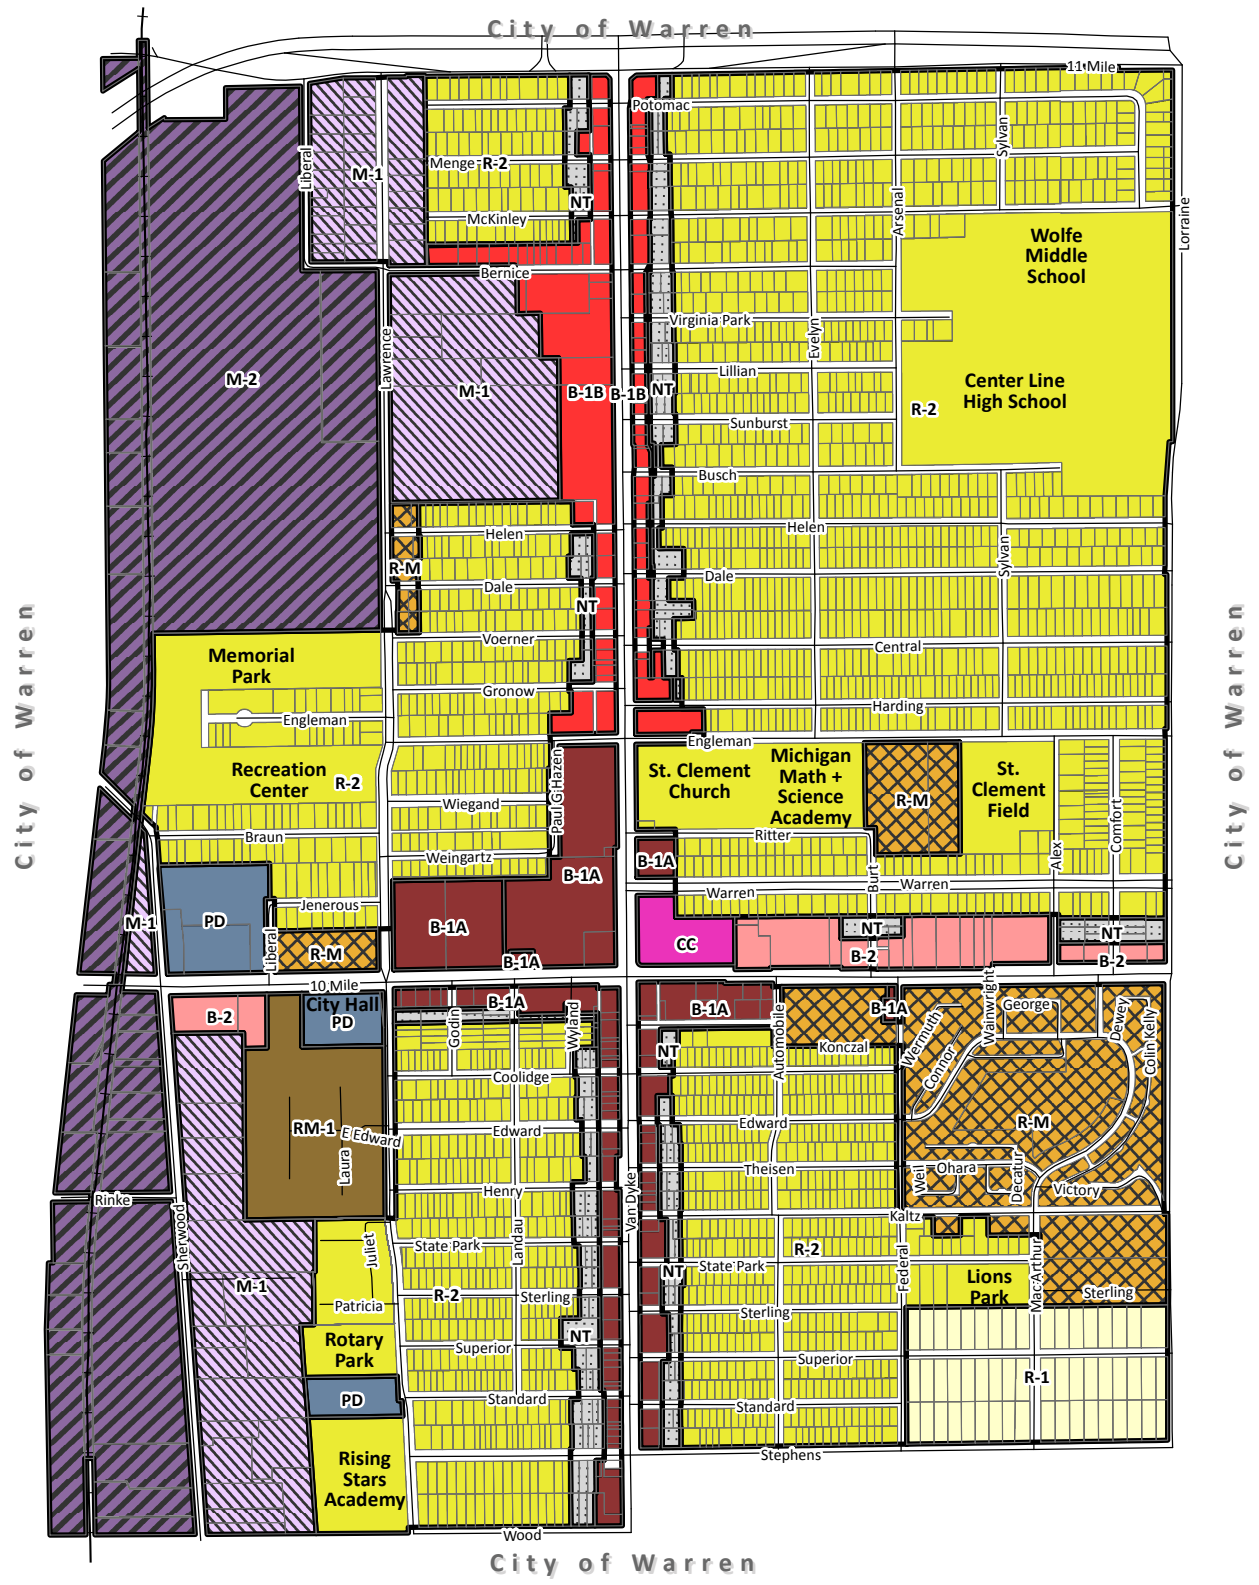 City of Warren
11 Mile
Potomac
Sylvan
Liberal
M-1
Menge
R-2
NT
McKinley
Arsenal
Lorraine
Wolfe
Middle
School
Bernice
Virginia Park
Evelyn
Lawrence
Lillian
M-2
M-1
B-1B
B-1B
NT
Center Line
High School
R-2
Sunburst
Busch
Helen
Helen
Sylvan
R-M
Dale
Dale
NT
City of Warren
City of Warren
Voerner
Central
Memorial
Park
Gronow
Harding
Engleman
Engleman
Recreation
Center
R-2
Paul G Hazen
St. Clement
Church
Michigan
Math +
Science
Academy
R-M
St.
Clement
Field
Wiegand
Comfort
Braun
Ritter
Weingartz
B-1A
Alex
B-1A
Burt
Warren
Warren
Jenerous
M-1
PD
B-1A
Liberal
R-M
B-1A
CC
NT
B-2
NT
B-2
10 Mile
City Hall
PD
B-2
B-1A
Godin
Wyland
B-1A
Automobile
B-1A
Wainwright
George
Dewey
Colin Kelly
Wermuth
Connor
NT
Konczal
Coolidge
RM-1
E Edward
Edward
Edward
R-M
Laura
Theisen
Weil
Ohara
Decatur
Victory
Rinke
Henry
Van Dyke
Kaltz
Sherwood
Juliet
State Park
Landau
R-2
State Park
NT
Federal
Mac Arthur
Lions
Park
Sterling
M-1
R-2
Sterling
Patricia
Sterling
Rotary
Park
NT
Superior
Superior
R-1
PD
Standard
Standard
Rising
Stars
Academy
Stephens
Wood
City of Warren